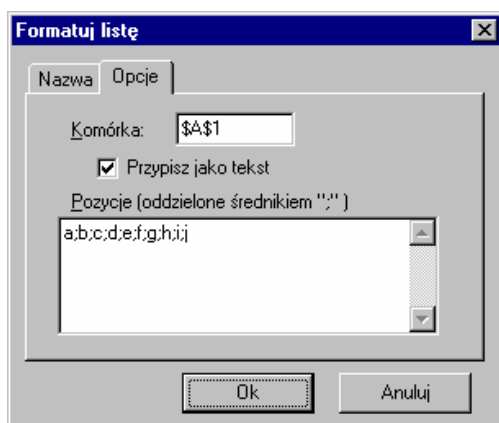 Formatuj listę
Nazwa Opcje
Komórka: $A$1
Przypisz jako tekst
Pozycje (oddzielone średnikiem ";" )
a;b;c;d;e;f;g;h;i;j
Ok Anuluj